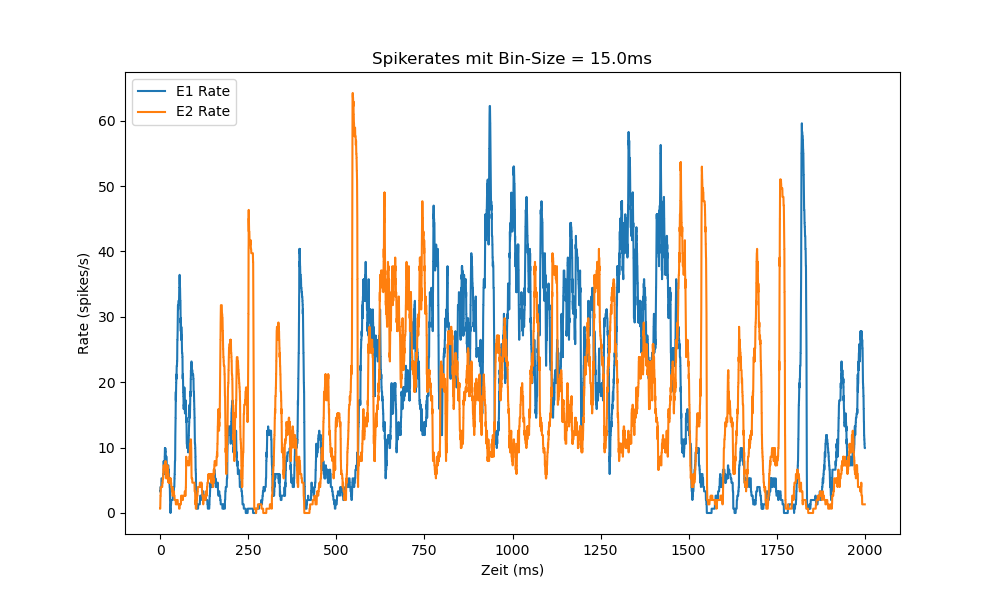 Spikerates mit Bin-Size = 15.0ms
E1 Rate
E2 Rate
Rate (spikes/s)
60
50
40
30
20
10
0
0 250 500 750 1000 1250 1500 1750 2000
Zeit (ms)